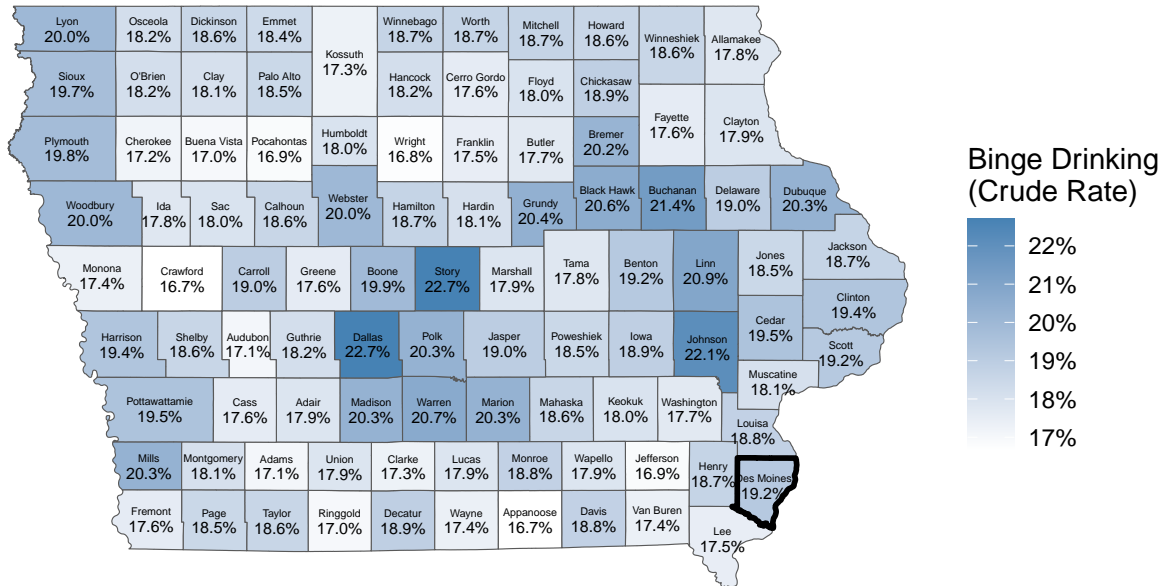 Lyon
20.0%
Osceola
18.2%
Dickinson
18.6%
Emmet
18.4%
Kossuth
17.3%
Winnebago
18.7%
Worth
18.7%
Mitchell
18.7%
Howard
18.6%
Winneshiek
18.6%
Allamakee
17.8%
Sioux
19.7%
O'Brien
18.2%
Clay
18.1%
Palo Alto
18.5%
Hancock
18.2%
Cerro Gordo
17.6%
Floyd
18.0%
Chickasaw
18.9%
Fayette
17.6%
Clayton
17.9%
Plymouth
19.8%
Cherokee
17.2%
Buena Vista
17.0%
Pocahontas
16.9%
Humboldt
18.0%
Wright
16.8%
Franklin
17.5%
Butler
17.7%
Bremer
20.2%
Woodbury
20.0%
Ida
17.8%
Sac
18.0%
Calhoun
18.6%
Webster
20.0%
Hamilton
18.7%
Hardin
18.1%
Grundy
20.4%
Black Hawk
20.6%
Buchanan
21.4%
Delaware
19.0%
Dubuque
20.3%
Monona
17.4%
Crawford
16.7%
Carroll
19.0%
Greene
17.6%
Boone
19.9%
Story
22.7%
Marshall
17.9%
Tama
17.8%
Benton
19.2%
Linn
20.9%
Jones
18.5%
Jackson
18.7%
Clinton
19.4%
Harrison
19.4%
Shelby
18.6%
Audubon
17.1%
Guthrie
18.2%
Dallas
22.7%
Polk
20.3%
Jasper
19.0%
Poweshiek
18.5%
Iowa
18.9%
Johnson
22.1%
Cedar
19.5%
Scott
19.2%
Muscatine
18.1%
Pottawattamie
19.5%
Cass
17.6%
Adair
17.9%
Madison
20.3%
Warren
20.7%
Marion
20.3%
Mahaska
18.6%
Keokuk
18.0%
Washington
17.7%
Louisa
18.8%
Mills
20.3%
Montgomery
18.1%
Adams
17.1%
Union
17.9%
Clarke
17.3%
Lucas
17.9%
Monroe
18.8%
Wapello
17.9%
Jefferson
16.9%
Henry
18.7%
Des Moines
19.2%
Fremont
17.6%
Page
18.5%
Taylor
18.6%
Ringgold
17.0%
Decatur
18.9%
Wayne
17.4%
Appanoose
16.7%
Davis
18.8%
Van Buren
17.4%
Lee
17.5%
Binge Drinking
(Crude Rate)
22%
21%
20%
19%
18%
17%